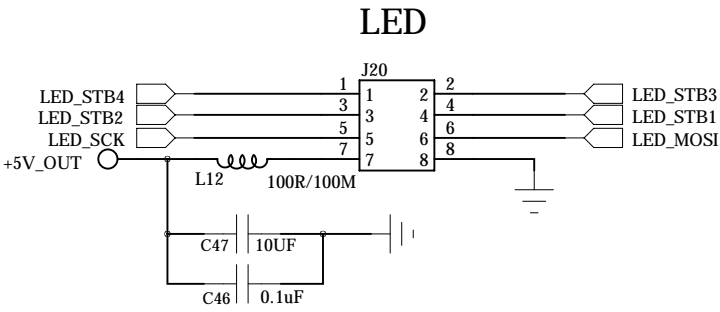 LED
J20
LED_STB4 1 1 2 2 LED_STB3
LED_STB2 3 3 4 4 LED_STB1
LED_SCK 5 5 6 6 LED_MOSI
+5V_OUT 7 7 8 8
L12 100R/100M
C47 10UF
C46 0.1uF